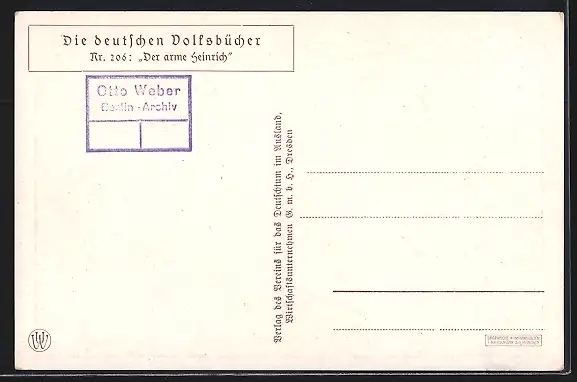 Die deutschen Volksbücher
Nr. 206: „Der arme Heinrich“
Otto Weber
Berlin-Archiv
Verlag des Vereins für das Deutschtum im Ausland,
Wirtschaftsunternehmen G. m. b. H., Dresden